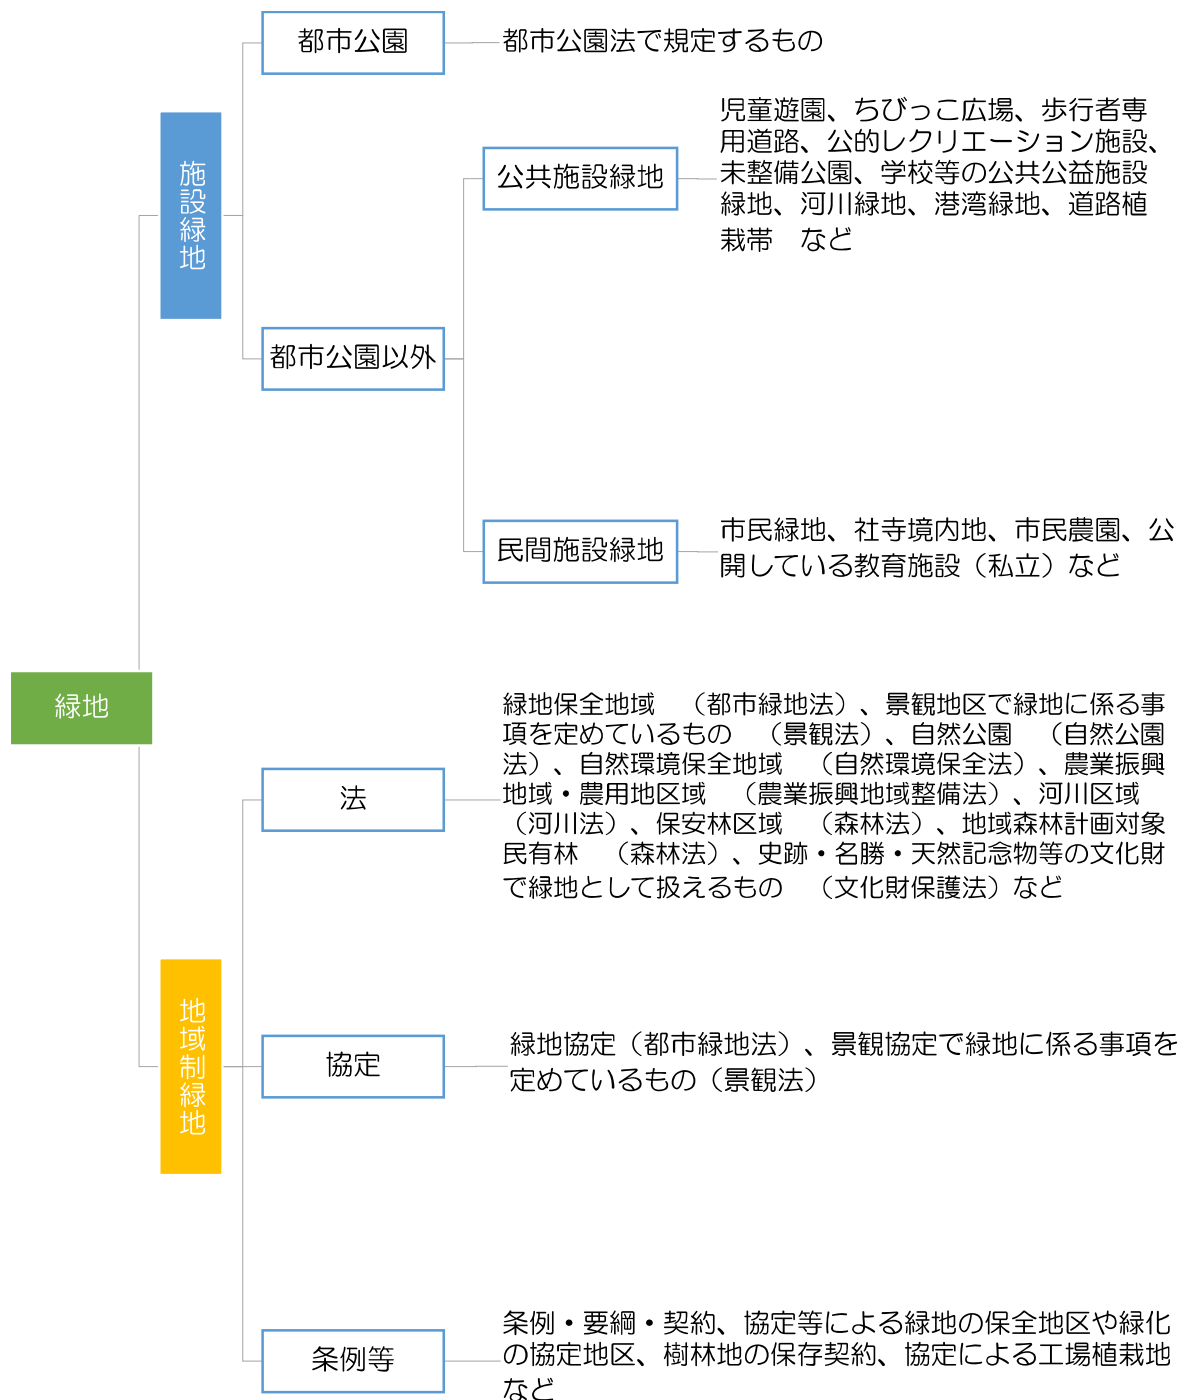 都市公園
都市公園法で規定するもの
施設緑地
公共施設緑地
児童遊園、ちびっこ広場、歩行者専
用道路、公的レクリエーション施設、
未整備公園、学校等の公共公益施設
緑地、河川緑地、港湾緑地、道路植
栽帯　など
都市公園以外
民間施設緑地
市民緑地、社寺境内地、市民農園、公
開している教育施設（私立）など
緑地
法
緑地保全地域　（都市緑地法）、景観地区で緑地に係る事
項を定めているもの　（景観法）、自然公園　（自然公園
法）、自然環境保全地域　（自然環境保全法）、農業振興
地域・農用地区域　（農業振興地域整備法）、河川区域
（河川法）、保安林区域　（森林法）、地域森林計画対象
民有林　（森林法）、史跡・名勝・天然記念物等の文化財
で緑地として扱えるもの　（文化財保護法）など
地域制緑地
協定
緑地協定（都市緑地法）、景観協定で緑地に係る事項を
定めているもの（景観法）
条例等
条例・要綱・契約、協定等による緑地の保全地区や緑化
の協定地区、樹林地の保存契約、協定による工場植栽地
など